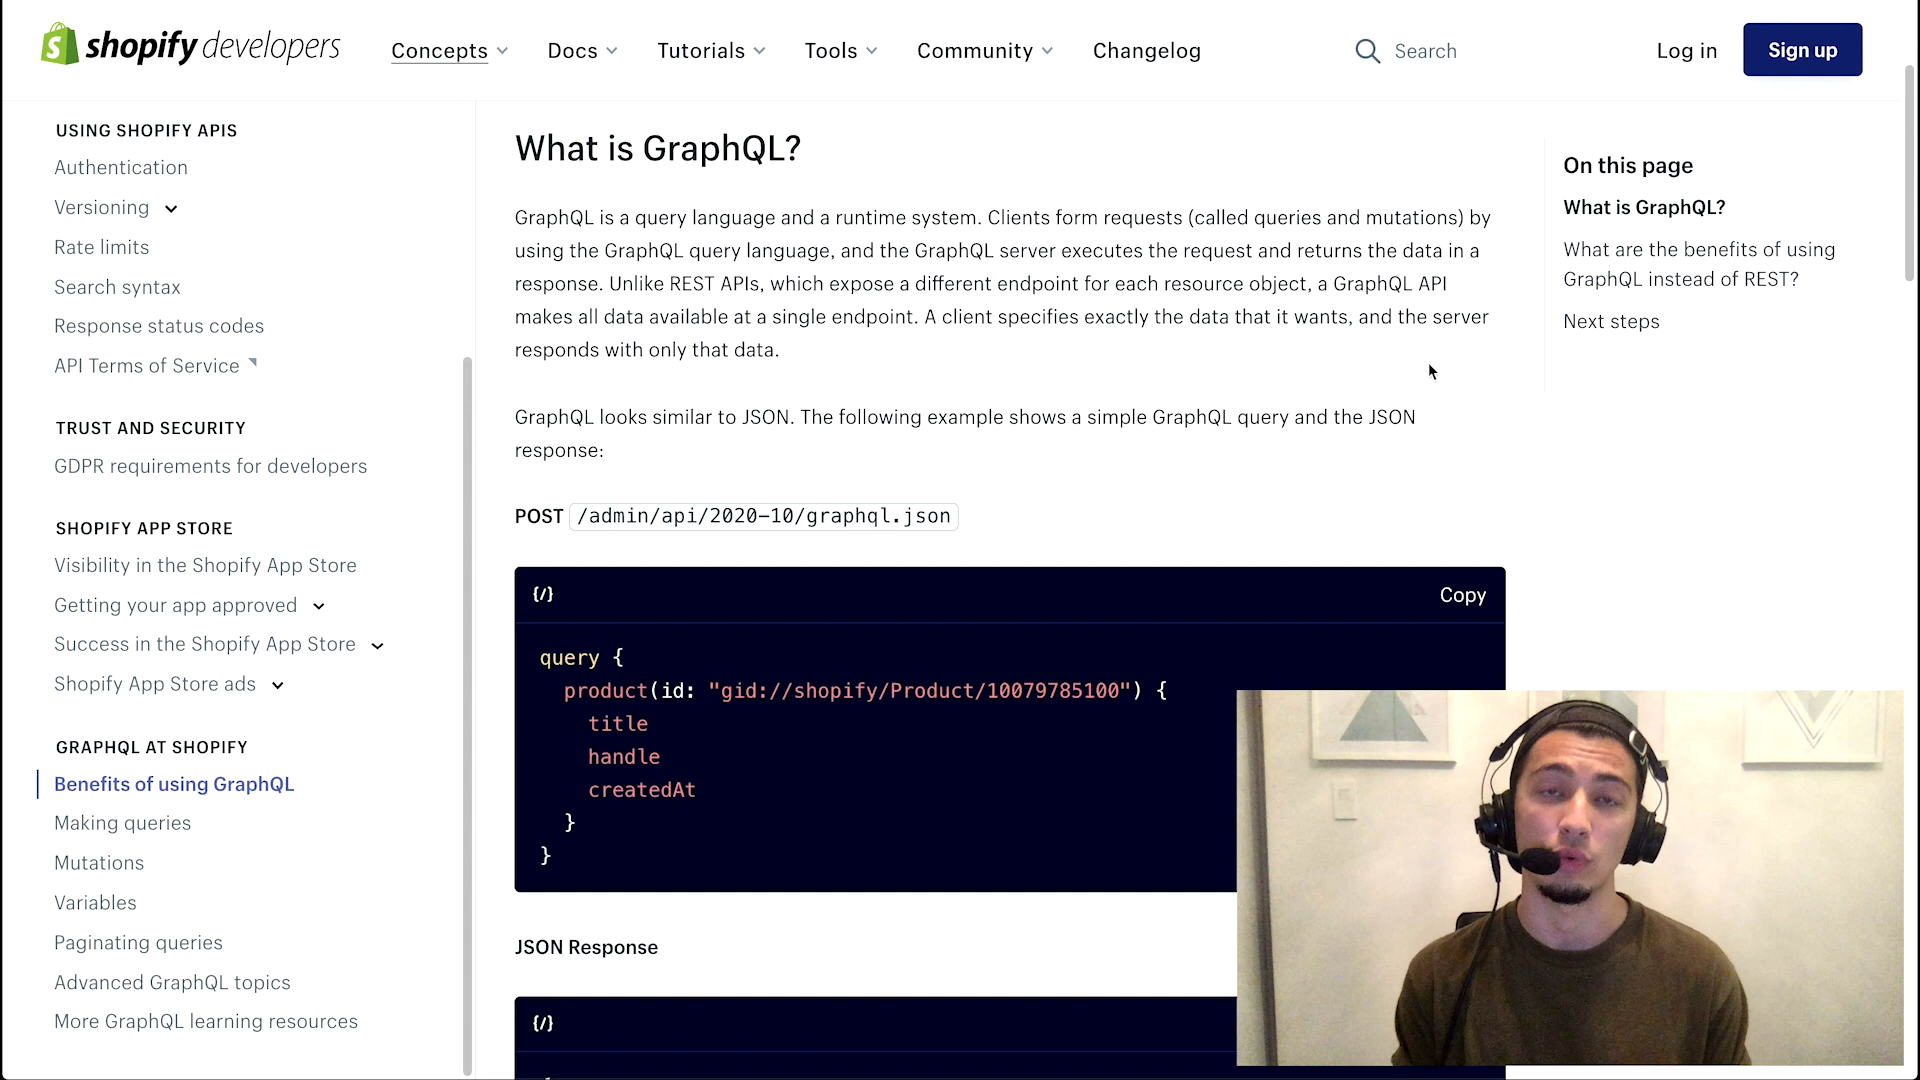 shopify developers
Concepts
Docs
Tutorials
Tools
Community
Changelog
Search
Log in
Sign up
USING SHOPIFY APIS
Authentication
Versioning
Rate limits
Search syntax
Response status codes
API Terms of Service
TRUST AND SECURITY
GDPR requirements for developers
SHOPIFY APP STORE
Visibility in the Shopify App Store
Getting your app approved
Success in the Shopify App Store
Shopify App Store ads
GRAPHQL AT SHOPIFY
Benefits of using GraphQL
Making queries
Mutations
Variables
Paginating queries
Advanced GraphQL topics
More GraphQL learning resources
What is GraphQL?
GraphQL is a query language and a runtime system. Clients form requests (called queries and mutations) by
using the GraphQL query language, and the GraphQL server executes the request and returns the data in a
response. Unlike REST APIs, which expose a different endpoint for each resource object, a GraphQL API
makes all data available at a single endpoint. A client specifies exactly the data that it wants, and the server
responds with only that data.
GraphQL looks similar to JSON. The following example shows a simple GraphQL query and the JSON
response:
POST /admin/api/2020-10/graphql.json
{/}
Copy
query {
product(id: "gid://shopify/Product/10079785100") {
title
handle
createdAt
}
}
JSON Response
{/}
On this page
What is GraphQL?
What are the benefits of using
GraphQL instead of REST?
Next steps